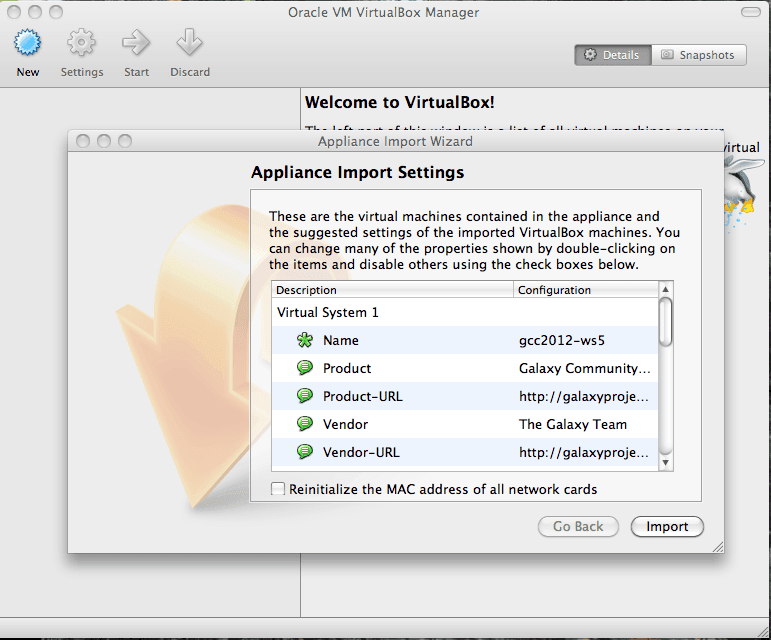 Oracle VM VirtualBox Manager
New
Settings
Start
Discard
Details
Snapshots
Welcome to VirtualBox!
The left part of this window is a list of all virtual machines on your
virtual
Appliance Import Wizard
Appliance Import Settings
These are the virtual machines contained in the appliance and
the suggested settings of the imported VirtualBox machines. You
can change many of the properties shown by double-clicking on
the items and disable others using the check boxes below.
Description Configuration
Virtual System 1
Name gcc2012-ws5
Product Galaxy Community...
Product-URL http://galaxyproje...
Vendor The Galaxy Team
Vendor-URL http://galaxyproje...
Reinitialize the MAC address of all network cards
Go Back
Import